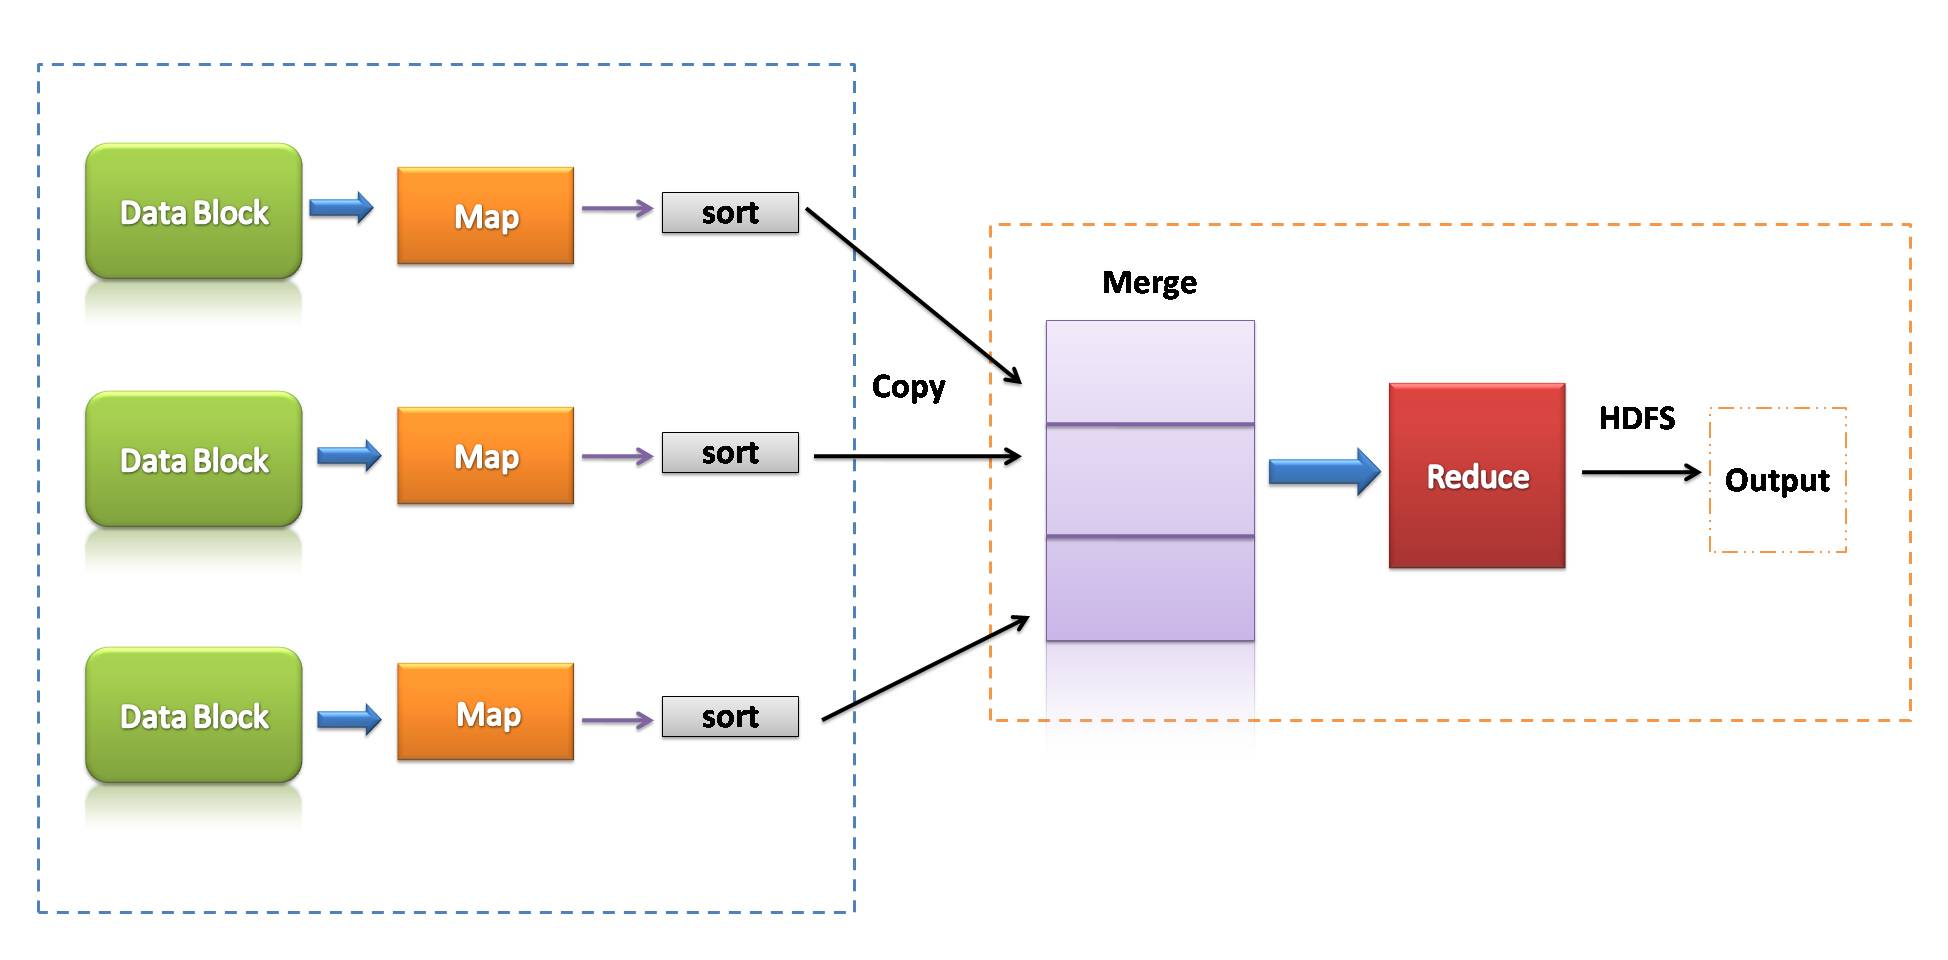 Data Block
Map
sort
Data Block
Map
sort
Data Block
Map
sort
Copy
Merge
Reduce
HDFS
Output